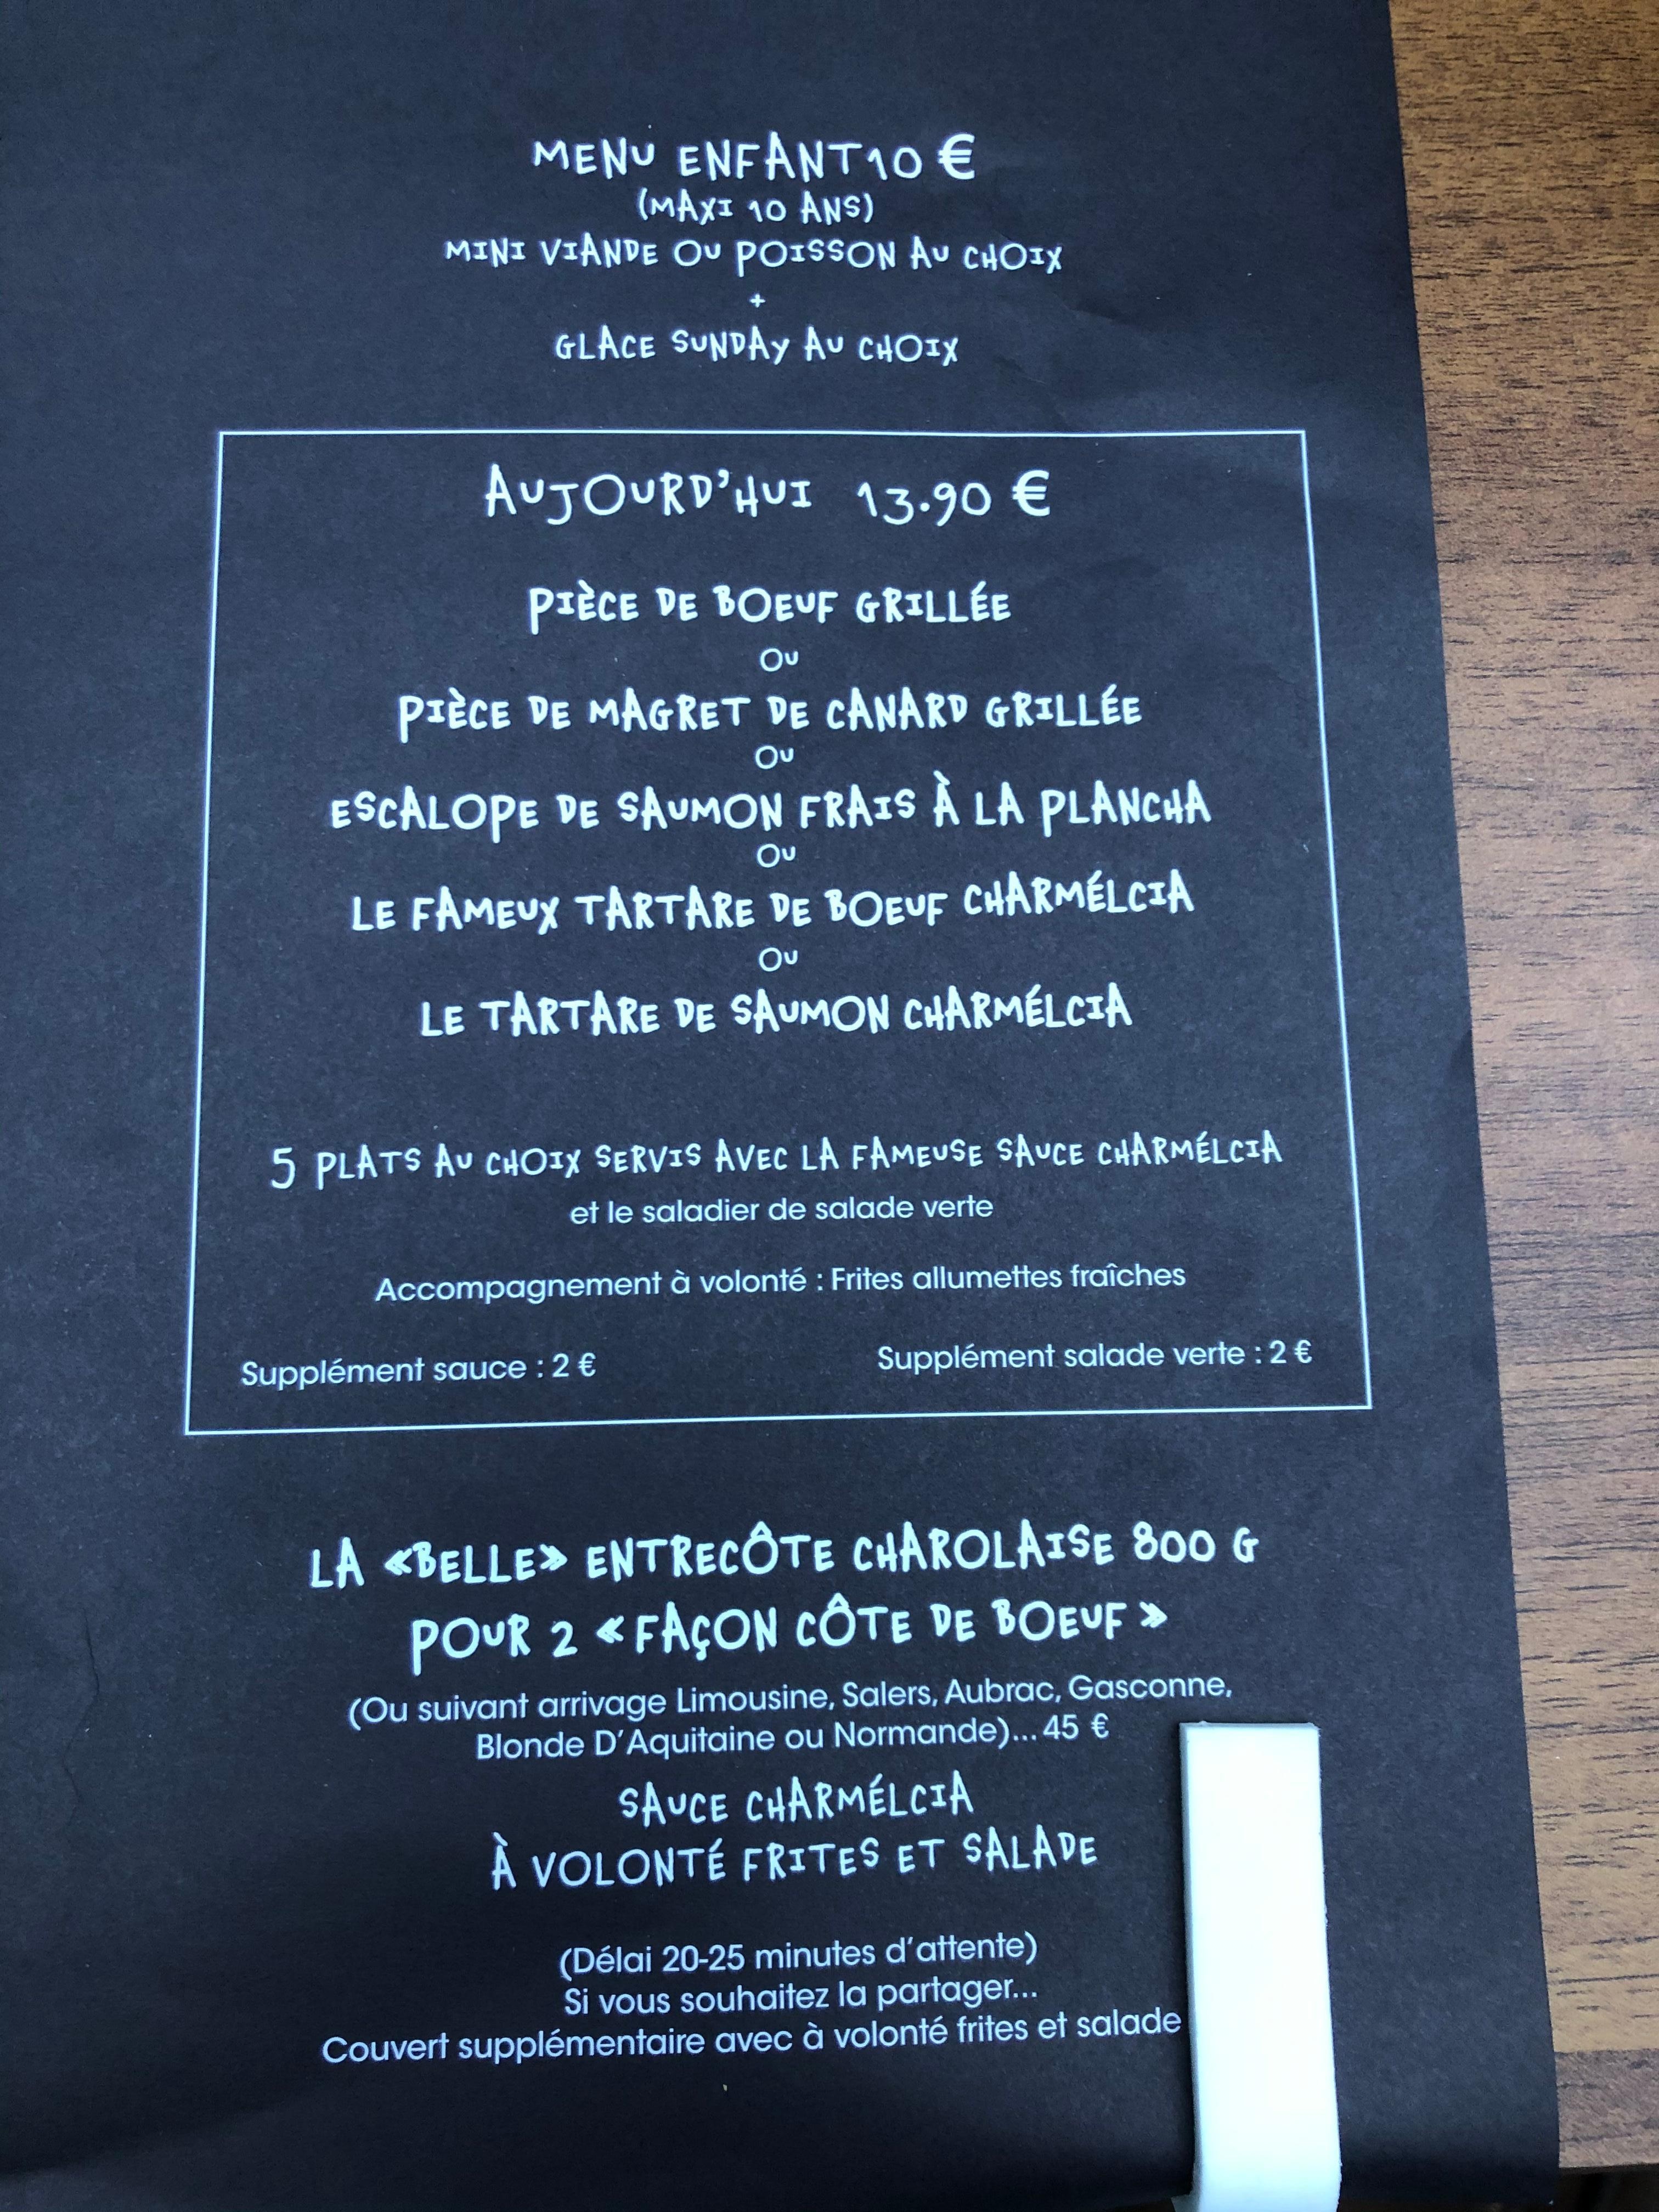 MENU ENFANT 10 €
(MAXI 10 ANS)
MINI VIANDE OU POISSON AU CHOIX
+
GLACE SUNDAY AU CHOIX
AUJOURD'HUI 13.90 €
PIÈCE DE BOEUF GRILLÉE
OU
PIÈCE DE MAGRET DE CANARD GRILLÉE
OU
ESCALOPE DE SAUMON FRAIS À LA PLANCHA
OU
LE FAMEUX TARTARE DE BOEUF CHARMÉLCIA
OU
LE TARTARE DE SAUMON CHARMÉLCIA
5 PLATS AU CHOIX SERVIS AVEC LA FAMEUSE SAUCE CHARMÉLCIA
et le saladier de salade verte
Accompagnement à volonté : Frites allumettes fraîches
Supplément sauce : 2 €
Supplément salade verte : 2 €
LA «BELLE» ENTRECÔTE CHAROLAISE 800 G
POUR 2 « FAÇON CÔTE DE BOEUF »
(Ou suivant arrivage Limousine, Salers, Aubrac, Gasconne,
Blonde D'Aquitaine ou Normande)... 45 €
SAUCE CHARMÉLCIA
À VOLONTÉ FRITES ET SALADE
(Délai 20-25 minutes d'attente)
Si vous souhaitez la partager...
Couvert supplémentaire avec à volonté frites et salade